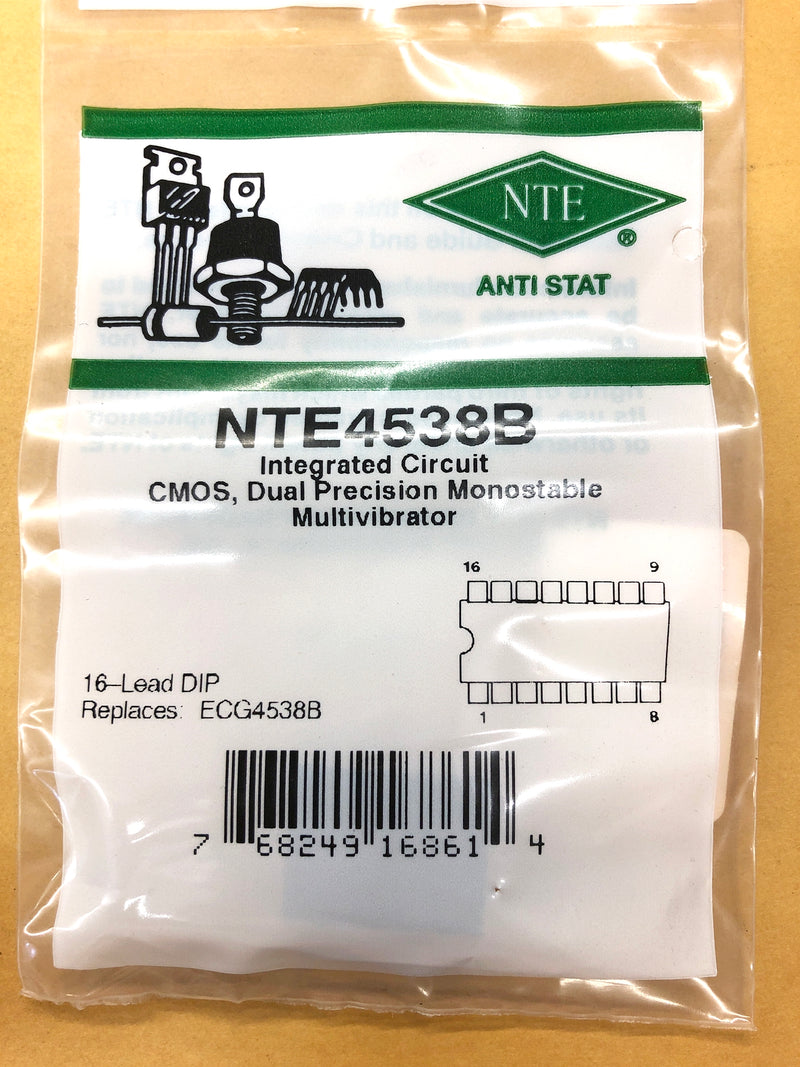 NTE
®
ANTI STAT
NTE4538B
Integrated Circuit
CMOS, Dual Precision Monostable
Multivibrator
16 9
16–Lead DIP
Replaces: ECG4538B
1 8
7 68249 16861 4